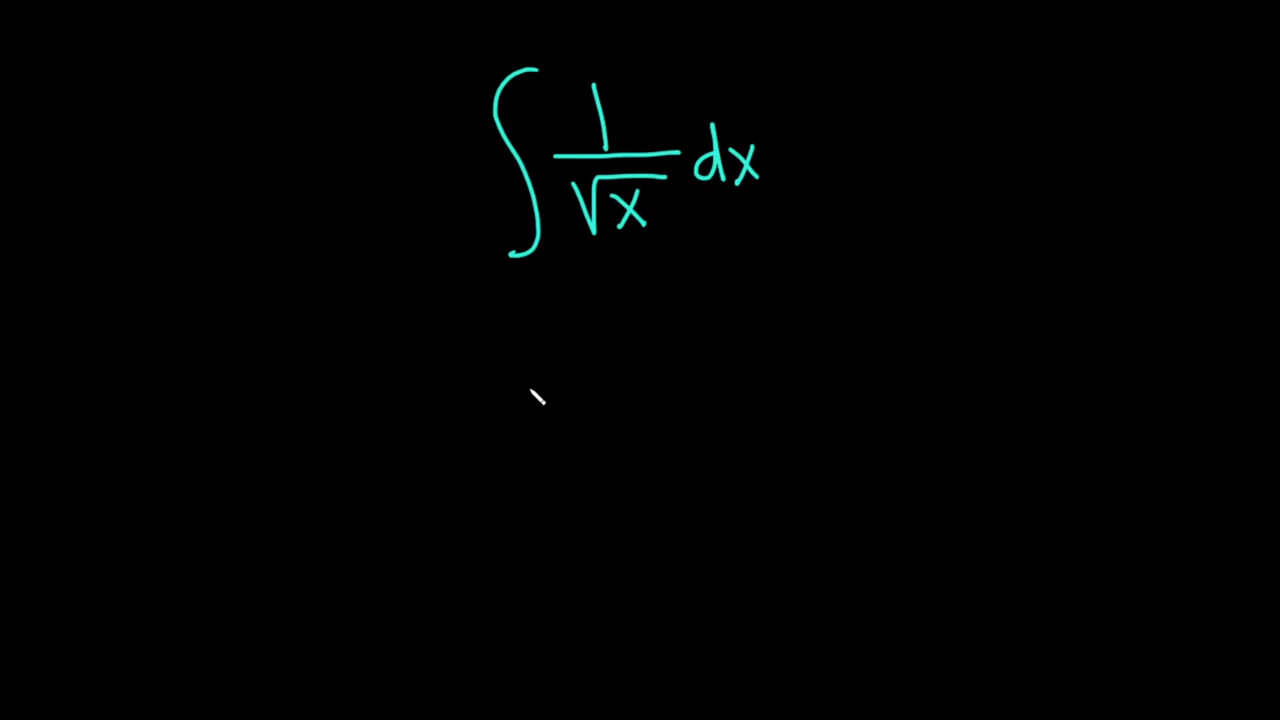 ∫ 1/√x dx